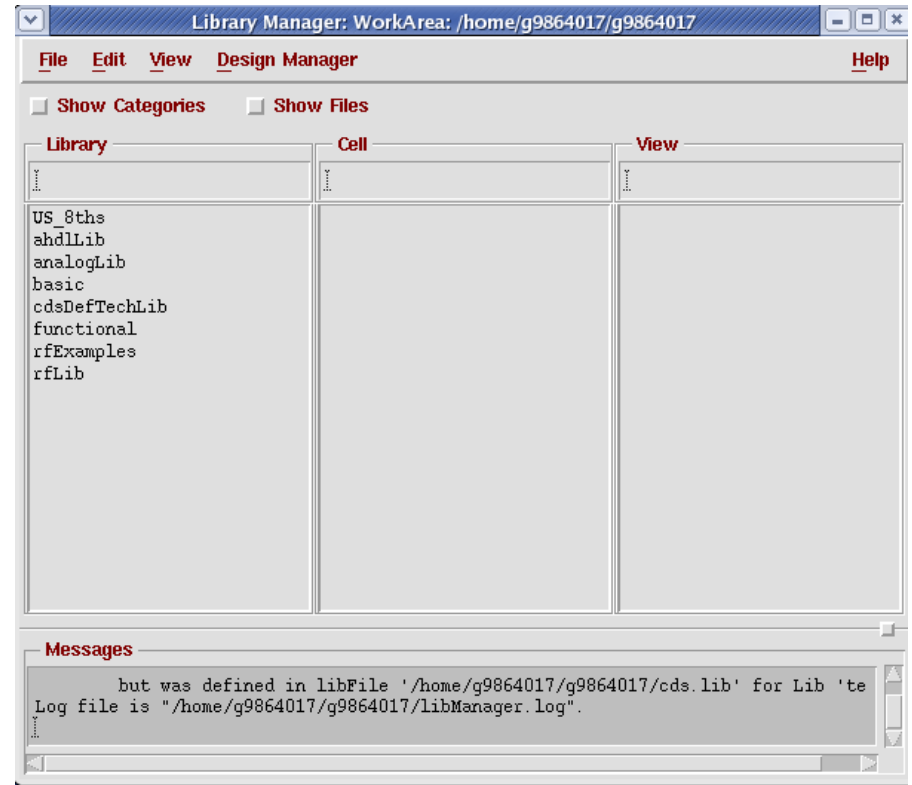 Library Manager: WorkArea: /home/g9864017/g9864017
File Edit View Design Manager Help
Show Categories Show Files
Library Cell View
US_8ths
ahdlLib
analogLib
basic
cdsDefTechLib
functional
rfExamples
rfLib
Messages
but was defined in libFile '/home/g9864017/g9864017/cds.lib' for Lib 'te
Log file is "/home/g9864017/g9864017/libManager.log".